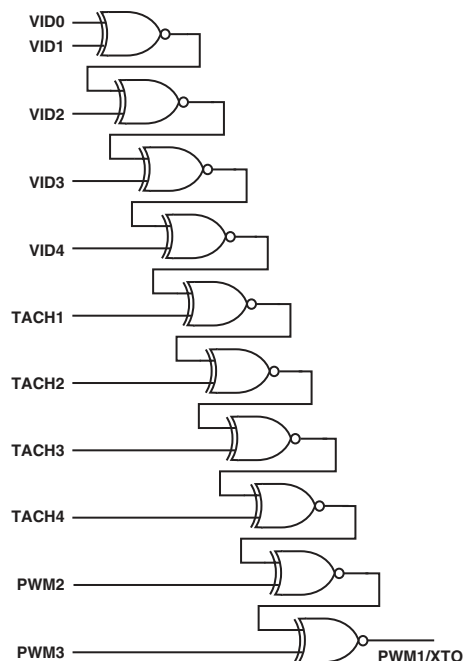 VID0
VID1
VID2
VID3
VID4
TACH1
TACH2
TACH3
TACH4
PWM2
PWM3
PWM1/XTO